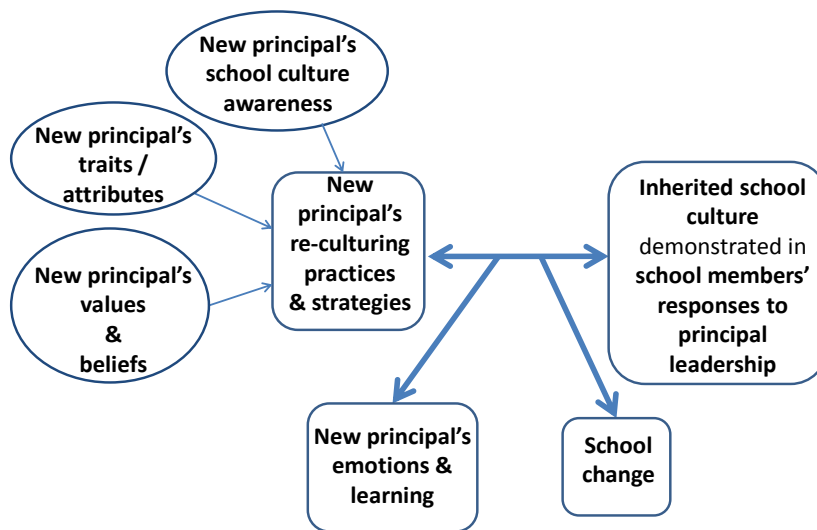 New principal's
school culture
awareness
New principal's
traits /
attributes
New principal's
values
&
beliefs
New
principal's
re-culturing
practices
& strategies
Inherited school
culture
demonstrated in
school members'
responses to
principal
leadership
New principal's
emotions &
learning
School
change